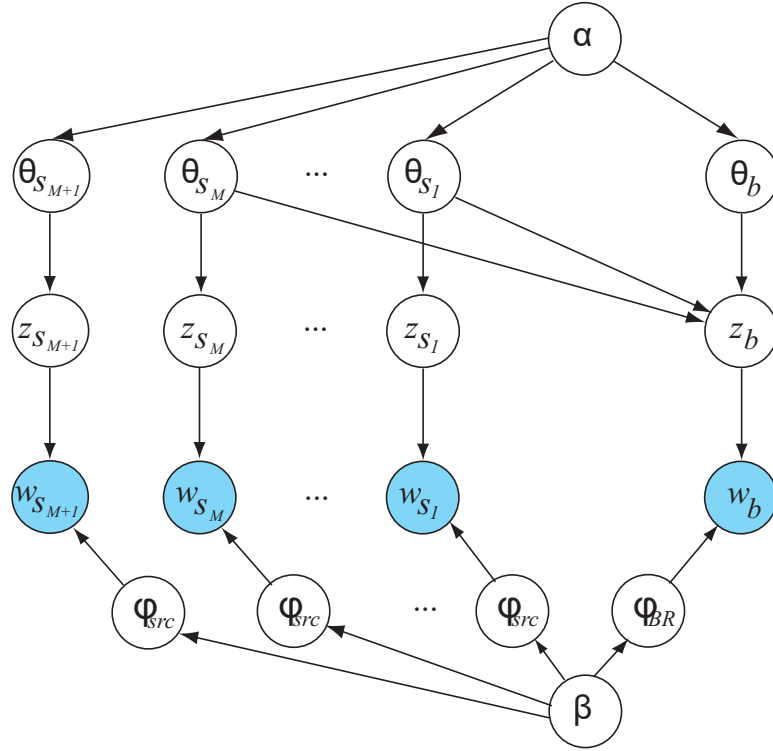 α
θ_{S_{M+1}} θ_{S_M} ... θ_{S_1} θ_b
z_{S_{M+1}} z_{S_M} ... z_{S_1} z_b
w_{S_{M+1}} w_{S_M} ... w_{S_1} w_b
φ_{src} φ_{src} ... φ_{src} φ_{BR}
β